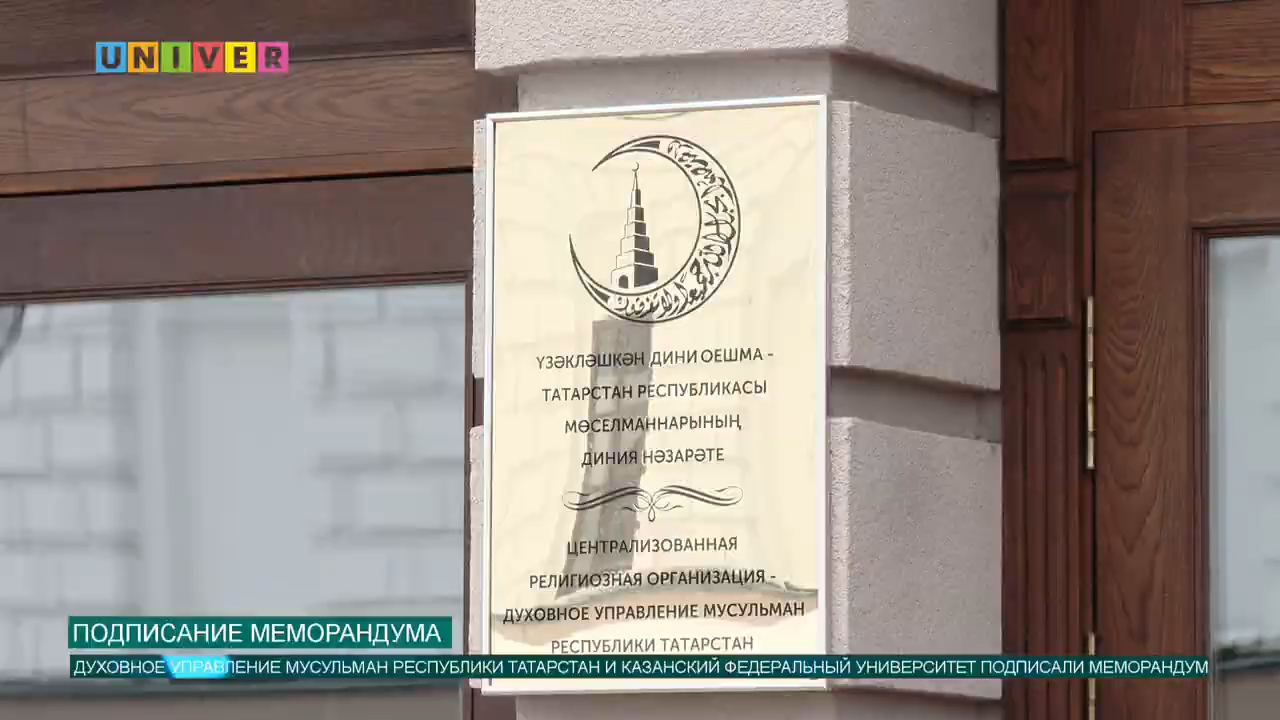 UNIVER
ҮЗӘКЛӘШКӘН ДИНИ ОЕШМА -
ТАТАРСТАН РЕСПУБЛИКАСЫ
МӨСЕЛМАННАРЫНЫҢ
ДИНИЯ НӘЗАРӘТЕ
ЦЕНТРАЛИЗОВАННАЯ
РЕЛИГИОЗНАЯ ОРГАНИЗАЦИЯ -
ДУХОВНОЕ УПРАВЛЕНИЕ МУСУЛЬМАН
РЕСПУБЛИКИ ТАТАРСТАН
ПОДПИСАНИЕ МЕМОРАНДУМА
ДУХОВНОЕ УПРАВЛЕНИЕ МУСУЛЬМАН РЕСПУБЛИКИ ТАТАРСТАН И КАЗАНСКИЙ ФЕДЕРАЛЬНЫЙ УНИВЕРСИТЕТ ПОДПИСАЛИ МЕМОРАНДУМ